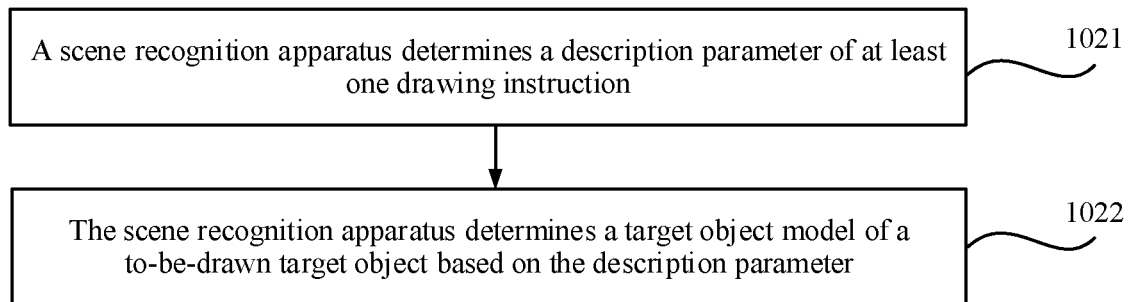 A scene recognition apparatus determines a description parameter of at least
one drawing instruction
1021
The scene recognition apparatus determines a target object model of a
to-be-drawn target object based on the description parameter
1022